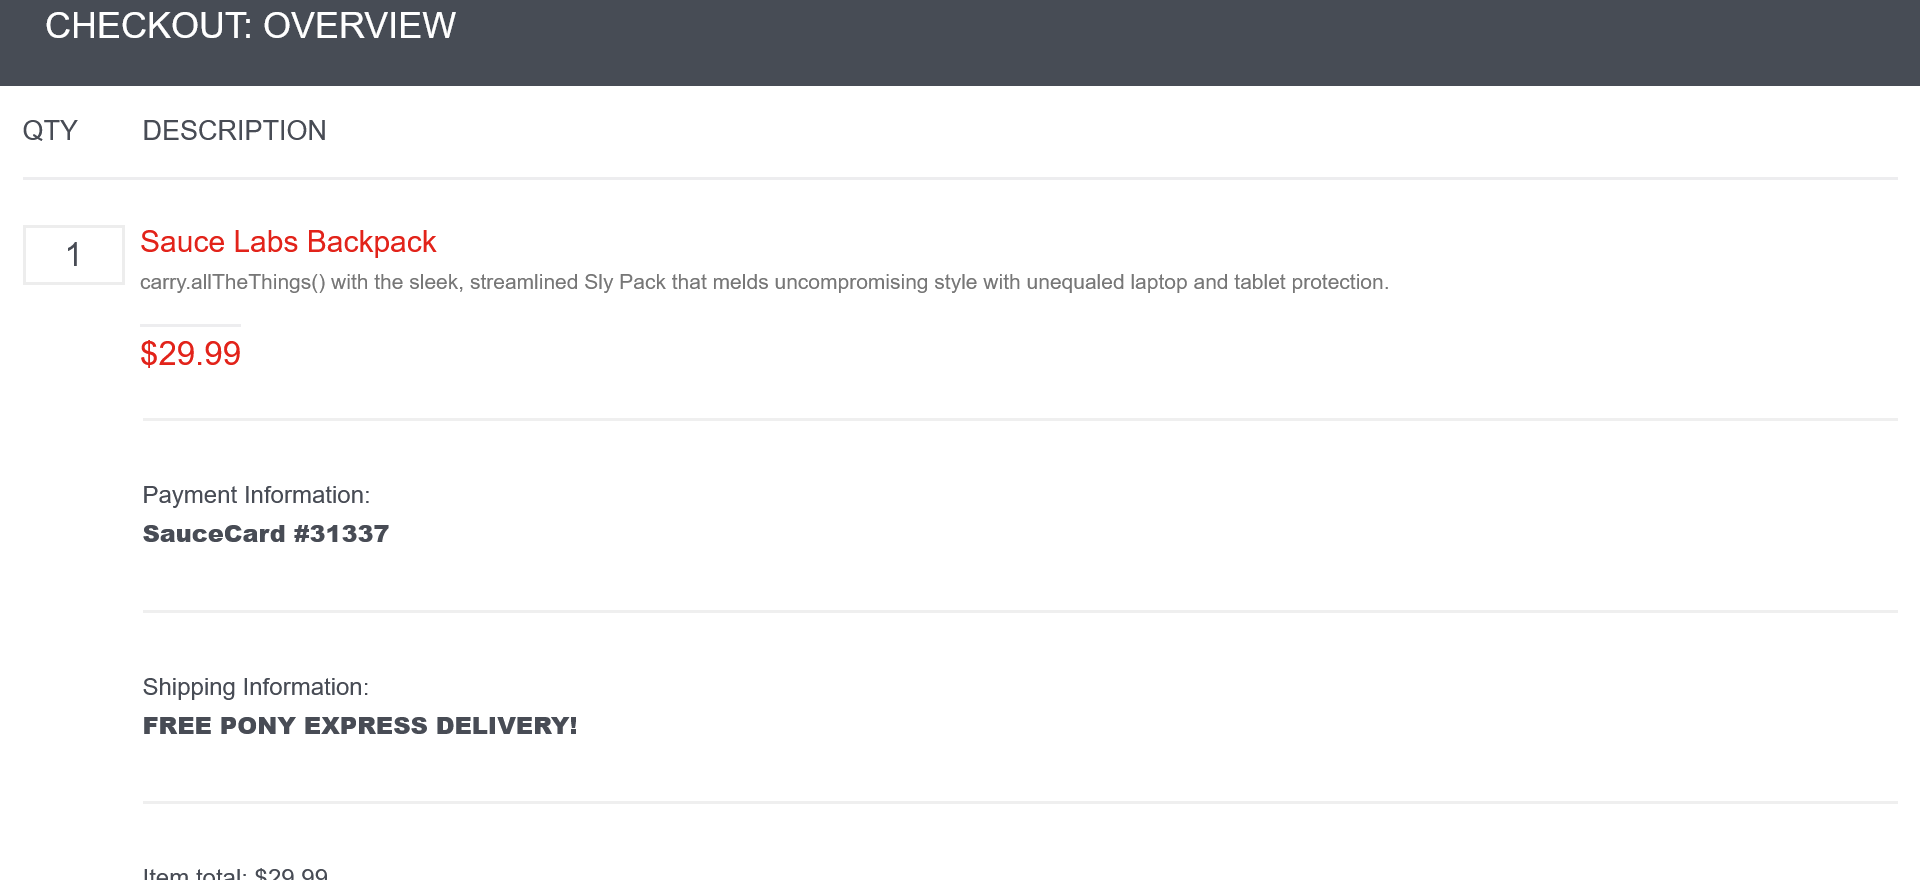 CHECKOUT: OVERVIEW
QTY DESCRIPTION
1 Sauce Labs Backpack
carry.allTheThings() with the sleek, streamlined Sly Pack that melds uncompromising style with unequaled laptop and tablet protection.
$29.99
Payment Information:
SauceCard #31337
Shipping Information:
FREE PONY EXPRESS DELIVERY!
Item total: $29.99